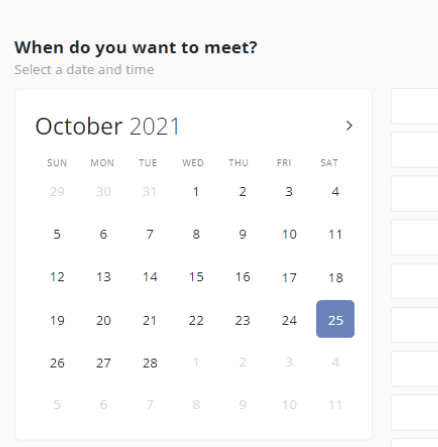 When do you want to meet?
Select a date and time
October 2021 >
SUN MON TUE WED THU FRI SAT
29 30 31 1 2 3 4
5 6 7 8 9 10 11
12 13 14 15 16 17 18
19 20 21 22 23 24 25
26 27 28 1 2 3 4
5 6 7 8 9 10 11